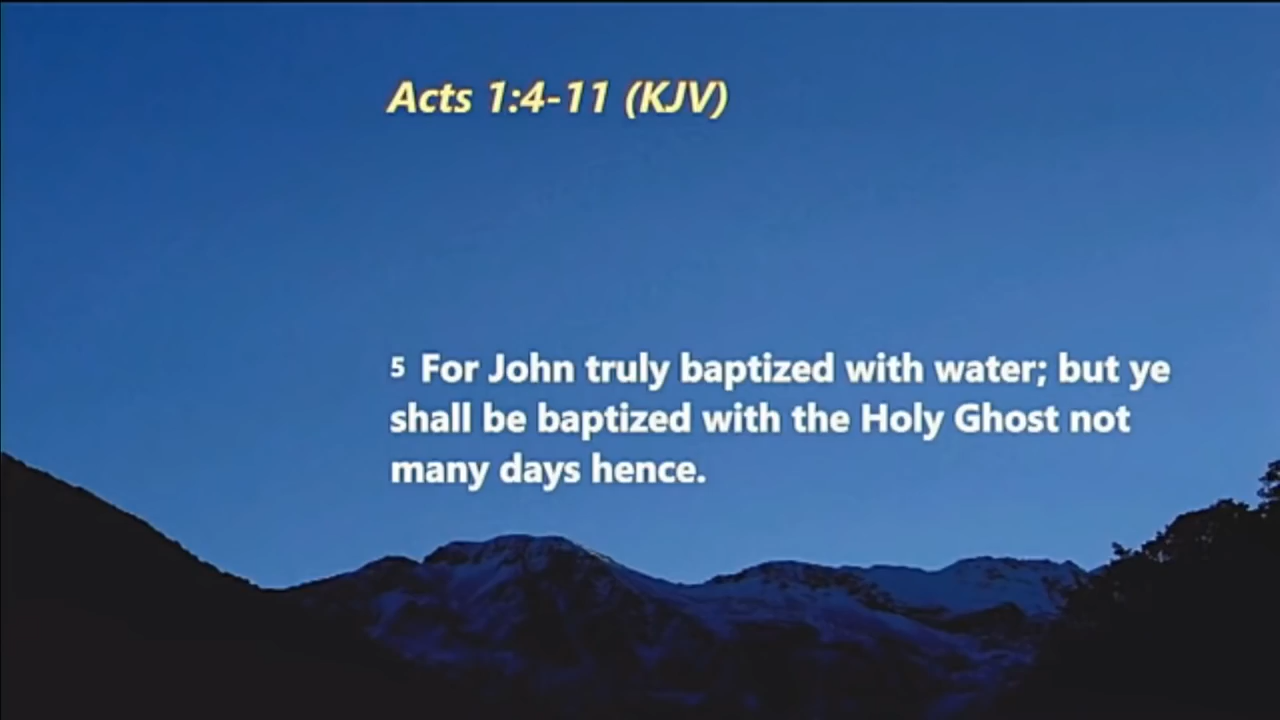 Acts 1:4-11 (KJV)
5 For John truly baptized with water; but ye
shall be baptized with the Holy Ghost not
many days hence.